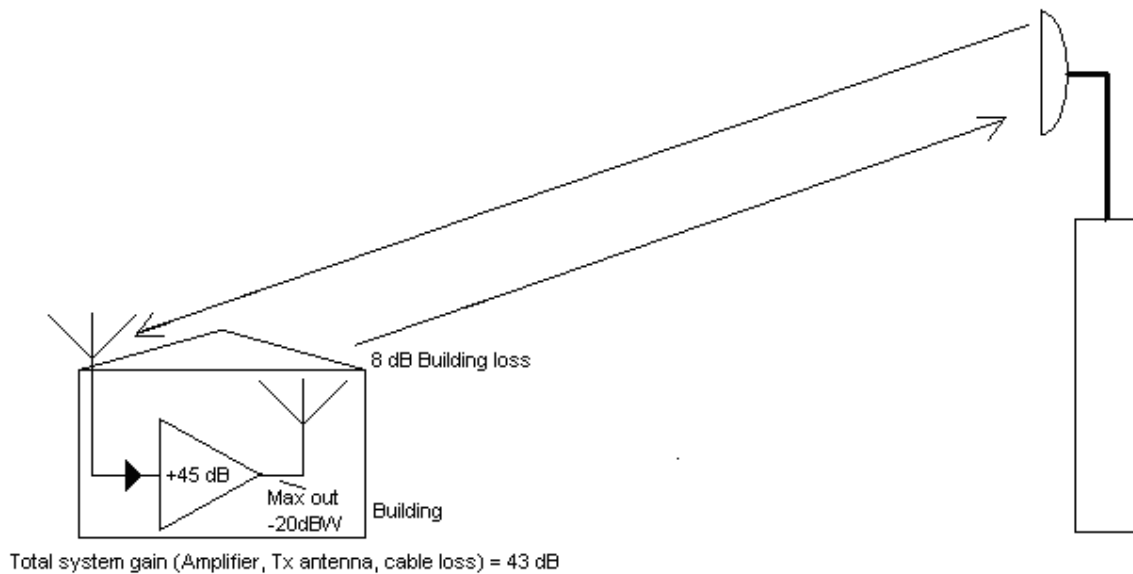 8 dB Building loss
+45 dB
Max out
-20dBW
Building
Total system gain (Amplifier, Tx antenna, cable loss) = 43 dB